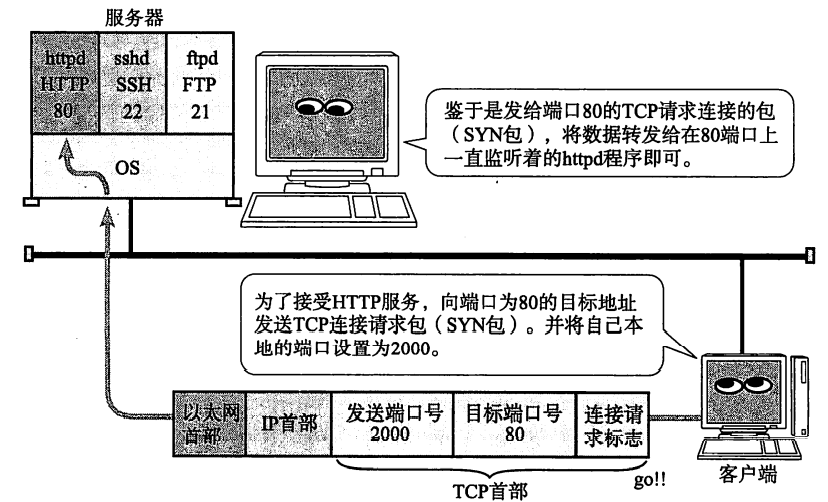 服务器
httpd
HTTP
80
sshd
SSH
22
ftpd
FTP
21
OS
鉴于是发给端口80的TCP请求连接的包
（SYN包），将数据转发给在80端口上
一直监听着的httpd程序即可。
为了接受HTTP服务，向端口为80的目标地址
发送TCP连接请求包（SYN包）。并将自己本
地的端口设置为2000。
以太网
首部
IP首部
发送端口号
2000
目标端口号
80
连接请
求标志
TCP首部
go!!
客户端